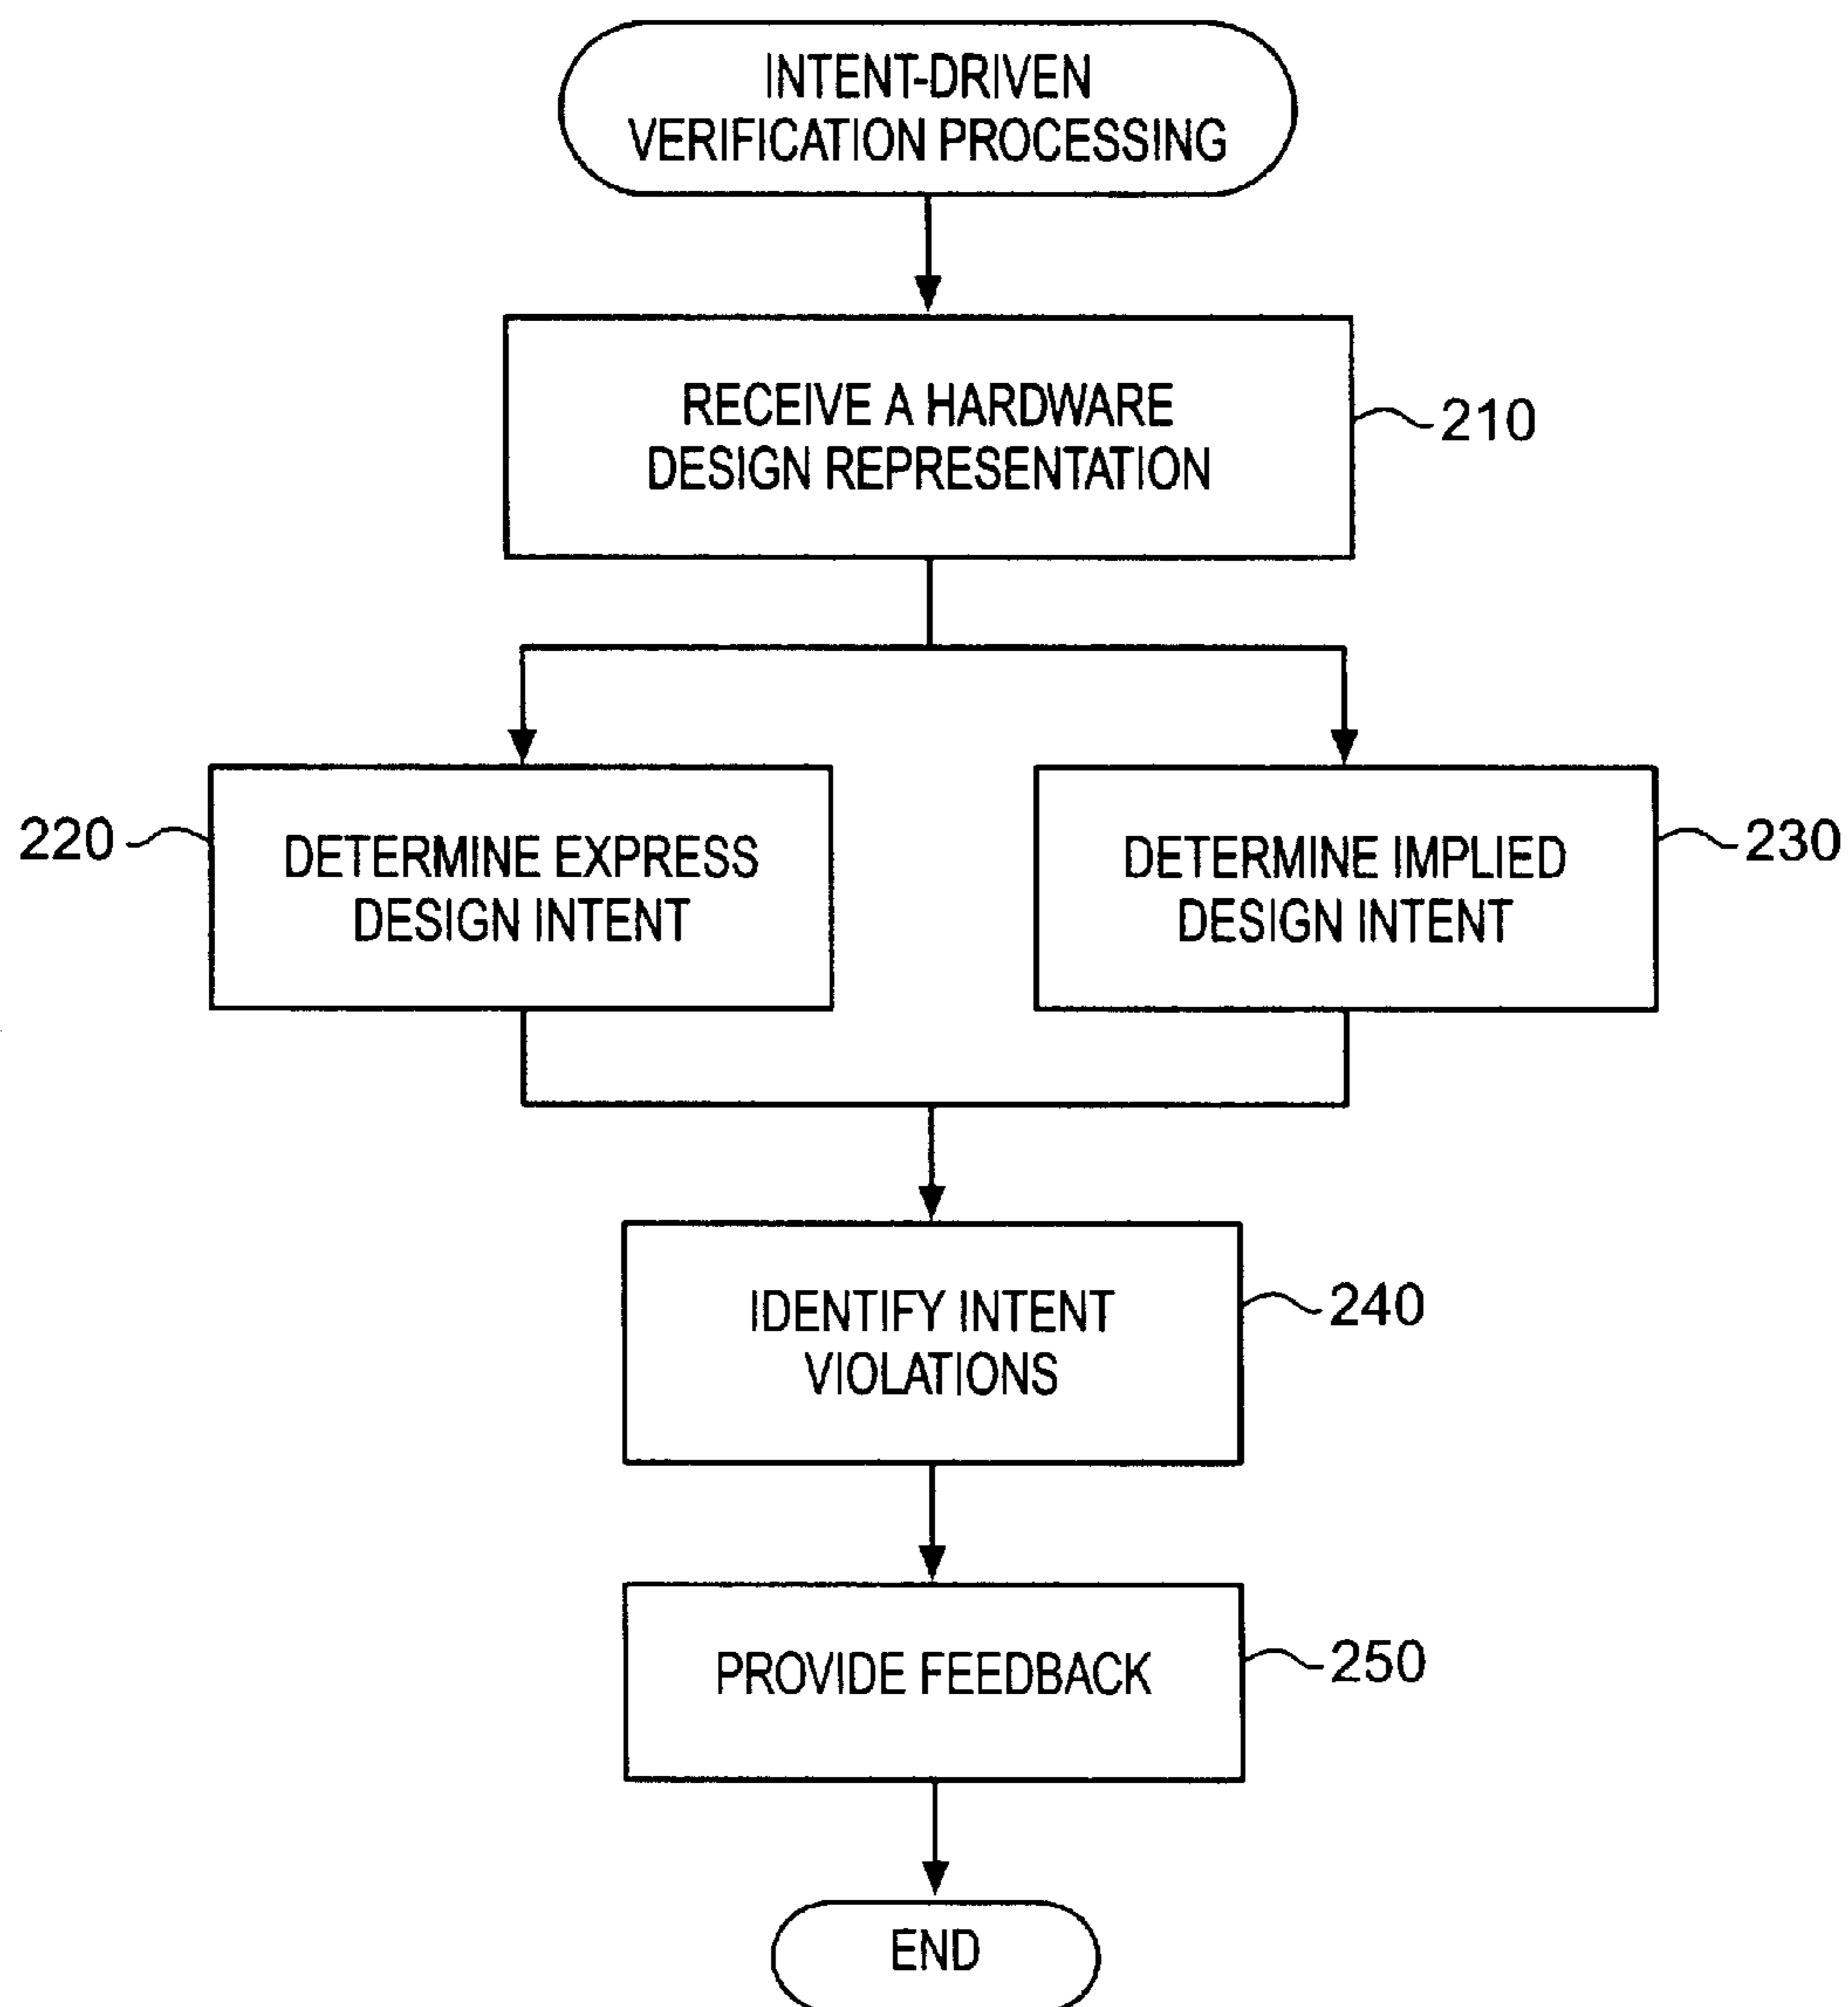 INTENT-DRIVEN
VERIFICATION PROCESSING
RECEIVE A HARDWARE
DESIGN REPRESENTATION
210
220
DETERMINE EXPRESS
DESIGN INTENT
DETERMINE IMPLIED
DESIGN INTENT
230
IDENTIFY INTENT
VIOLATIONS
240
PROVIDE FEEDBACK
250
END